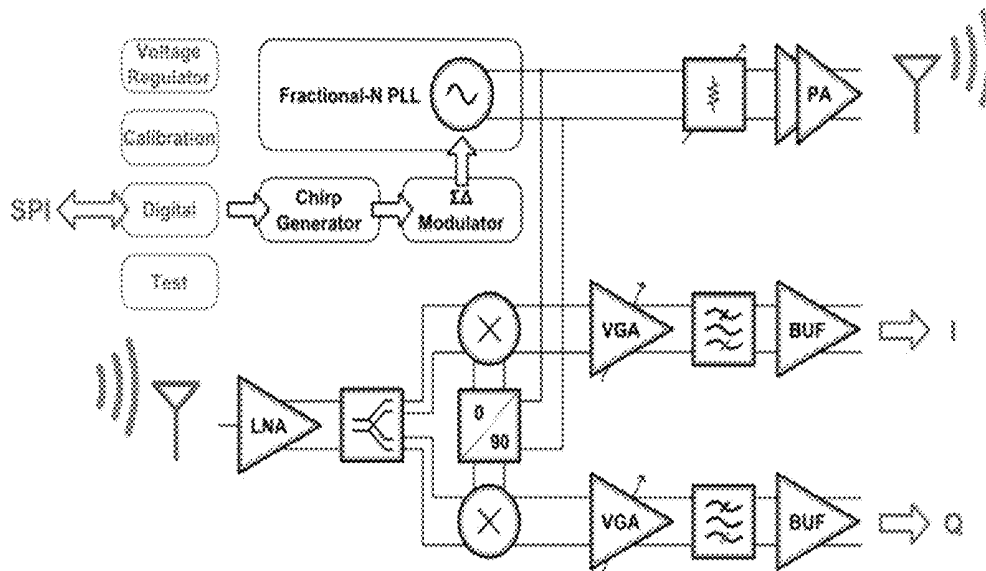 Voltage
Regulator
Calibration
SPI
Digital
Test
Fractional-N PLL
Chirp
Generator
ΣΔ
Modulator
PA
LNA
0
90
VGA
BUF
I
VGA
BUF
Q